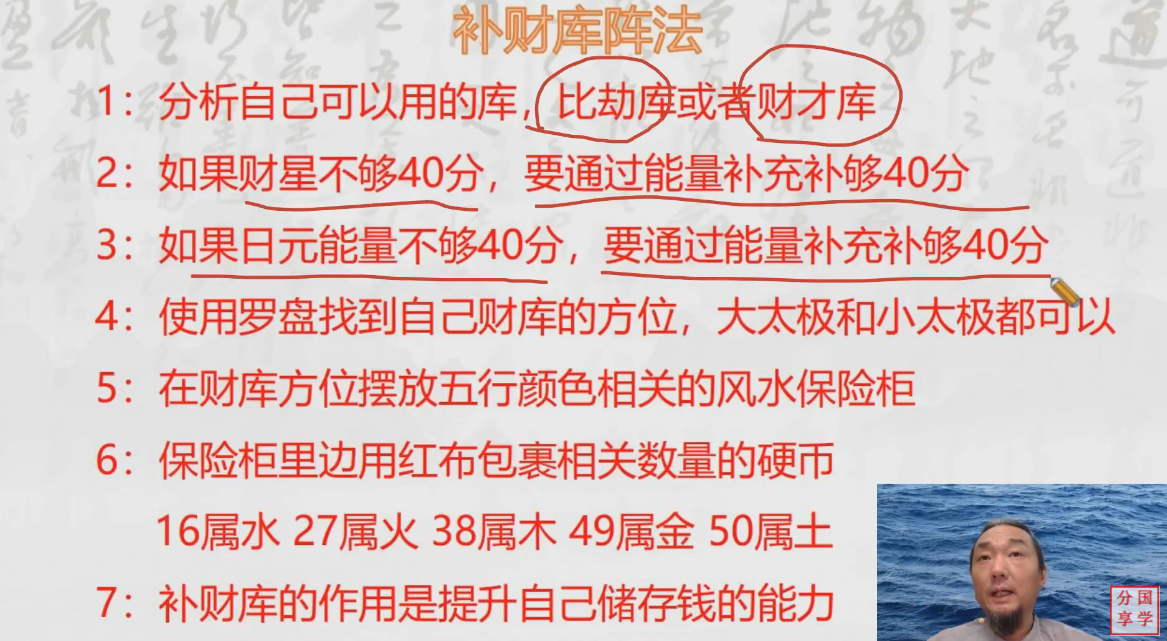 补财库阵法
1：分析自己可以用的库，比劫库或者财才库
2：如果财星不够40分，要通过能量补充补够40分
3：如果日元能量不够40分，要通过能量补充补够40分
4：使用罗盘找到自己财库的方位，大太极和小太极都可以
5：在财库方位摆放五行颜色相关的风水保险柜
6：保险柜里边用红布包裹相关数量的硬币
16属水 27属火 38属木 49属金 50属土
7：补财库的作用是提升自己储存钱的能力
分国
享学